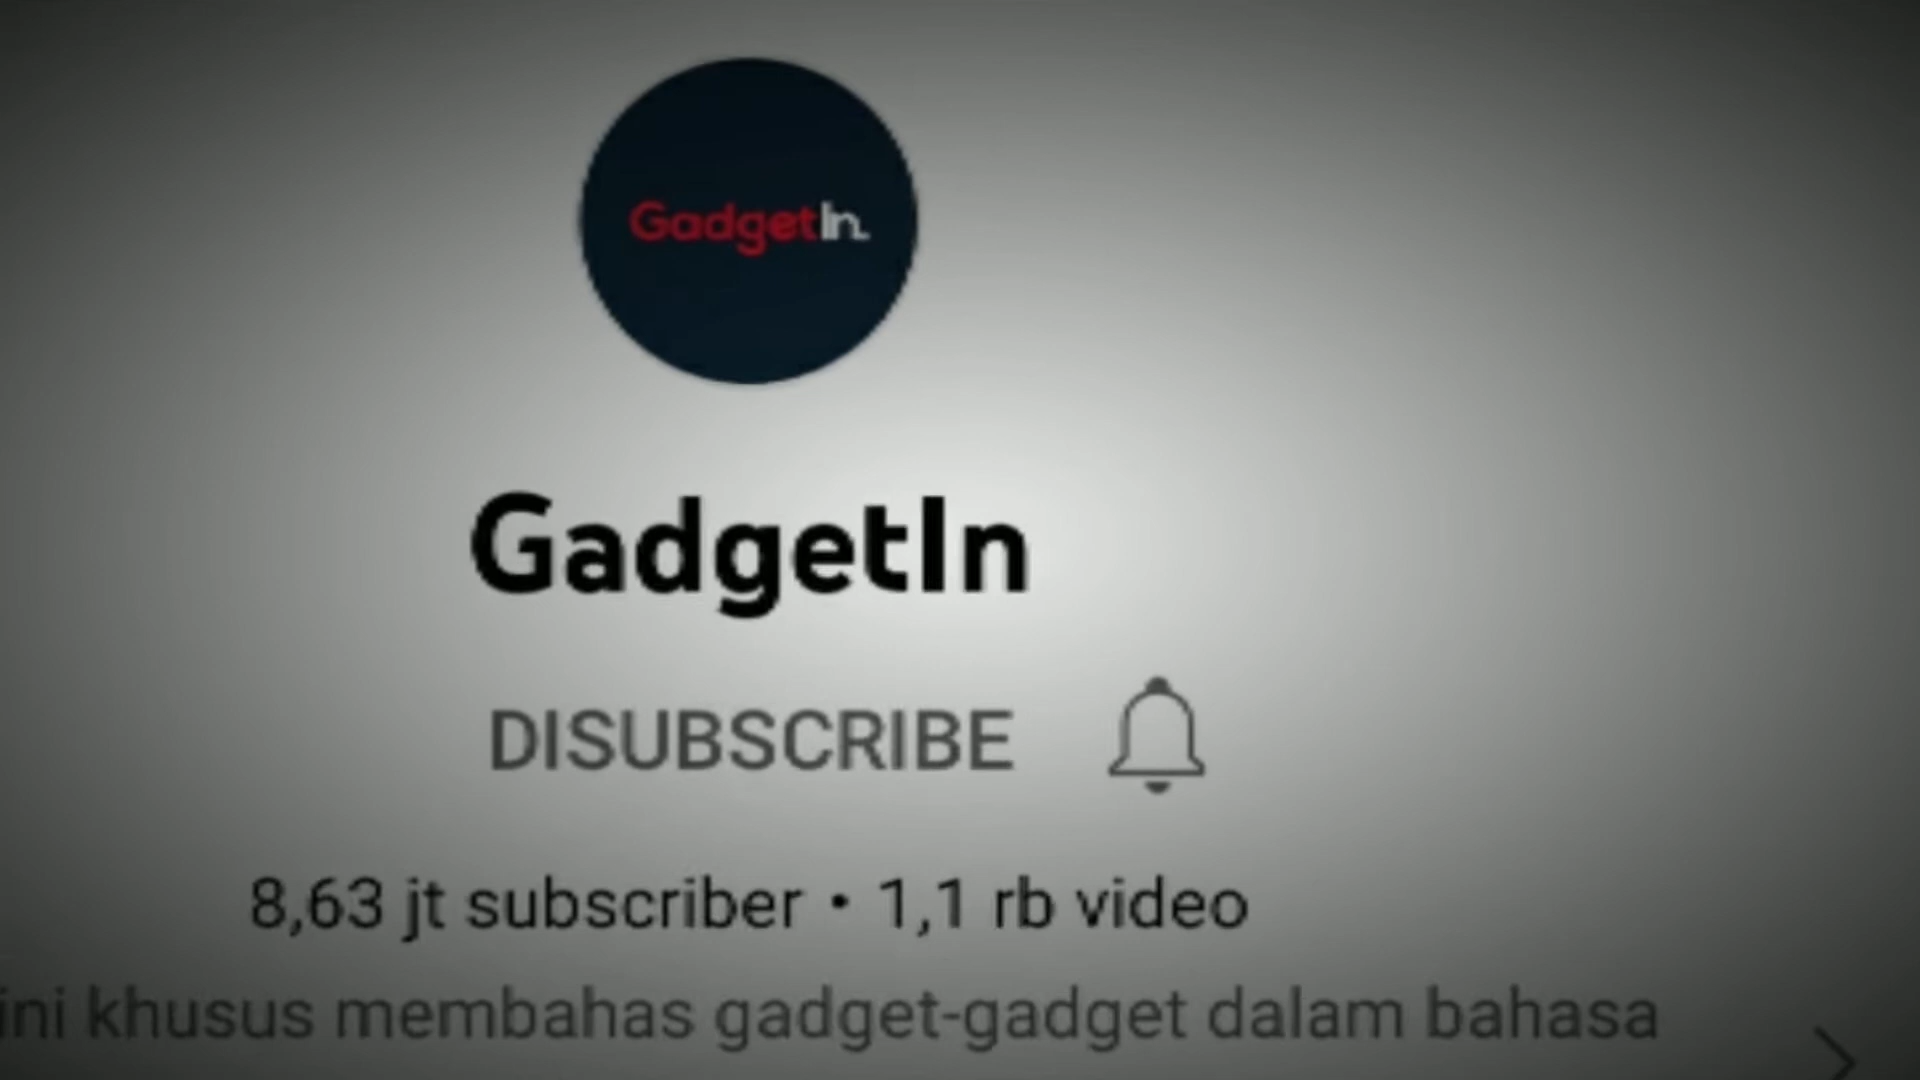 GadgetIn.
GadgetIn
DISUBSCRIBE
8,63 jt subscriber • 1,1 rb video
ini khusus membahas gadget-gadget dalam bahasa